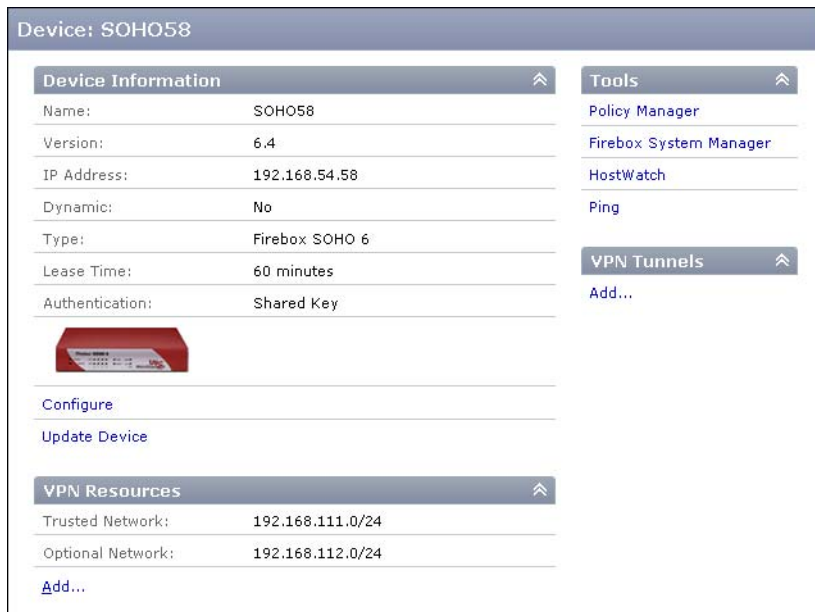 Device: SOHO58
Device Information
Name: SOHO58
Version: 6.4
IP Address: 192.168.54.58
Dynamic: No
Type: Firebox SOHO 6
Lease Time: 60 minutes
Authentication: Shared Key
Configure
Update Device
VPN Resources
Trusted Network: 192.168.111.0/24
Optional Network: 192.168.112.0/24
Add...
Tools
Policy Manager
Firebox System Manager
HostWatch
Ping
VPN Tunnels
Add...